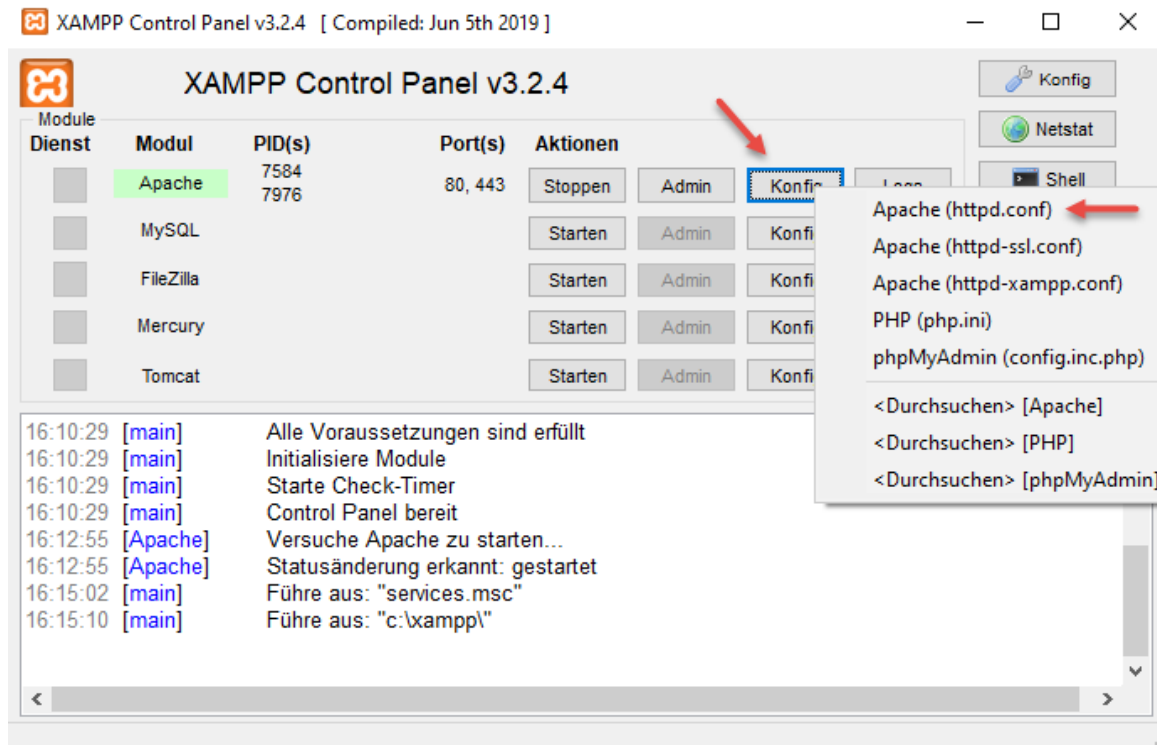 XAMPP Control Panel v3.2.4 [ Compiled: Jun 5th 2019 ]
XAMPP Control Panel v3.2.4
Konfig
Module
Netstat
Dienst Modul PID(s) Port(s) Aktionen
Apache 7584 80, 443 Stoppen Admin Konfig Logs
7976
Shell
Apache (httpd.conf)
Apache (httpd-ssl.conf)
Apache (httpd-xampp.conf)
PHP (php.ini)
phpMyAdmin (config.inc.php)
<Durchsuchen> [Apache]
<Durchsuchen> [PHP]
<Durchsuchen> [phpMyAdmin]
MySQL Starten Admin Konfi
FileZilla Starten Admin Konfi
Mercury Starten Admin Konfi
Tomcat Starten Admin Konfi
16:10:29 [main] Alle Voraussetzungen sind erfüllt
16:10:29 [main] Initialisiere Module
16:10:29 [main] Starte Check-Timer
16:10:29 [main] Control Panel bereit
16:12:55 [Apache] Versuche Apache zu starten...
16:12:55 [Apache] Statusänderung erkannt: gestartet
16:15:02 [main] Führe aus: "services.msc"
16:15:10 [main] Führe aus: "c:\xampp\"